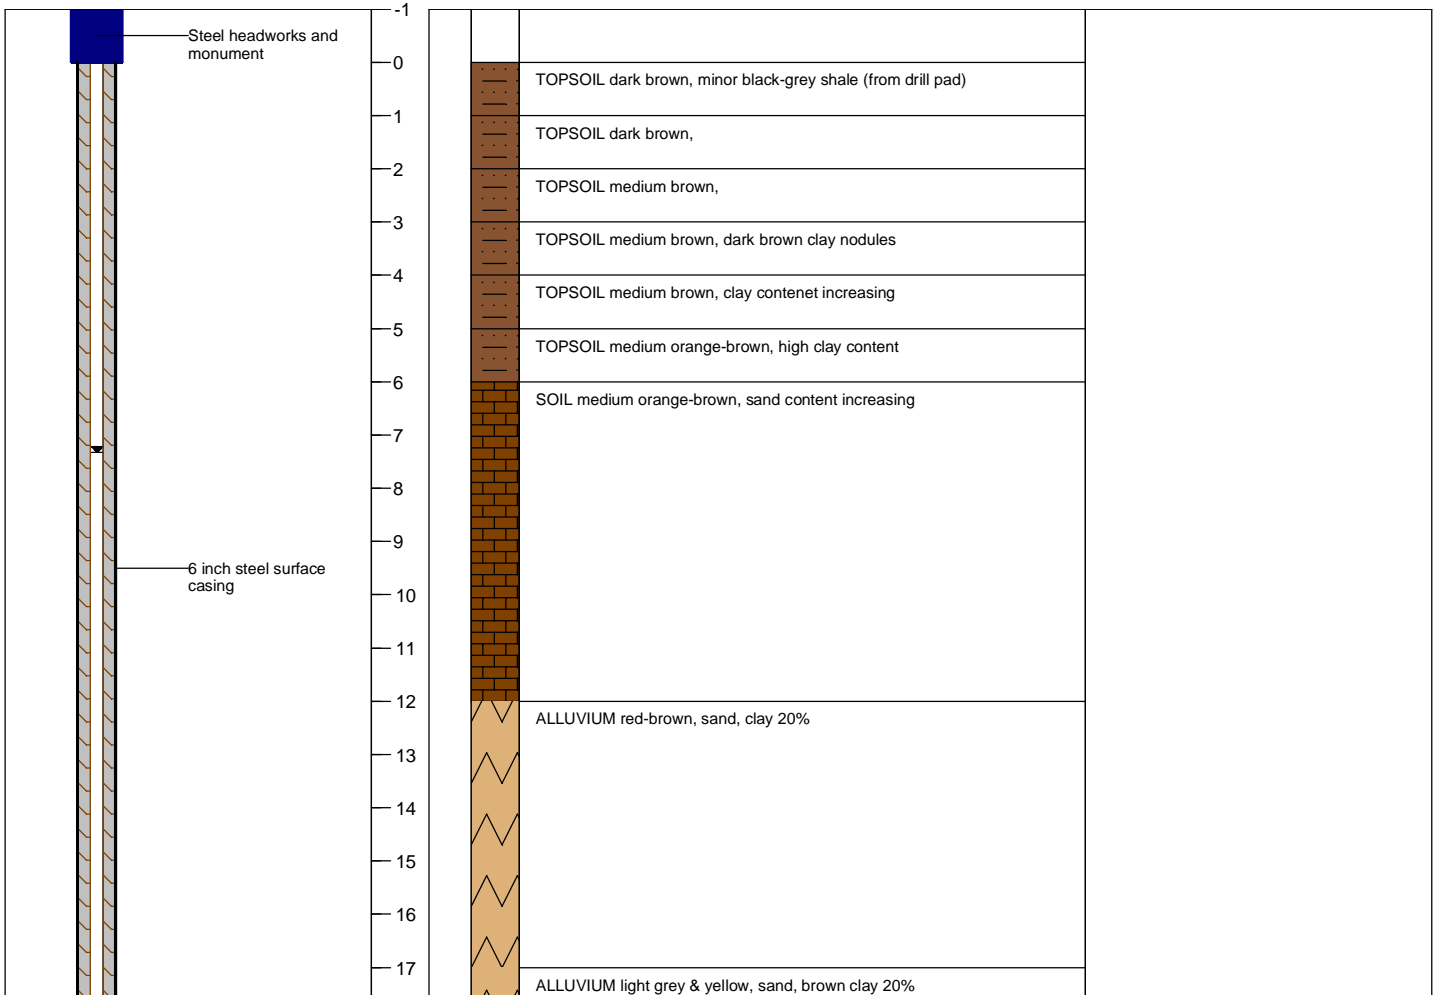 -1
Steel headworks and
monument
0
TOPSOIL dark brown, minor black-grey shale (from drill pad)
1
TOPSOIL dark brown,
2
TOPSOIL medium brown,
3
TOPSOIL medium brown, dark brown clay nodules
4
TOPSOIL medium brown, clay contenet increasing
5
TOPSOIL medium orange-brown, high clay content
6
SOIL medium orange-brown, sand content increasing
7
8
9
6 inch steel surface
casing
10
11
12
ALLUVIUM red-brown, sand, clay 20%
13
14
15
16
17
ALLUVIUM light grey & yellow, sand, brown clay 20%